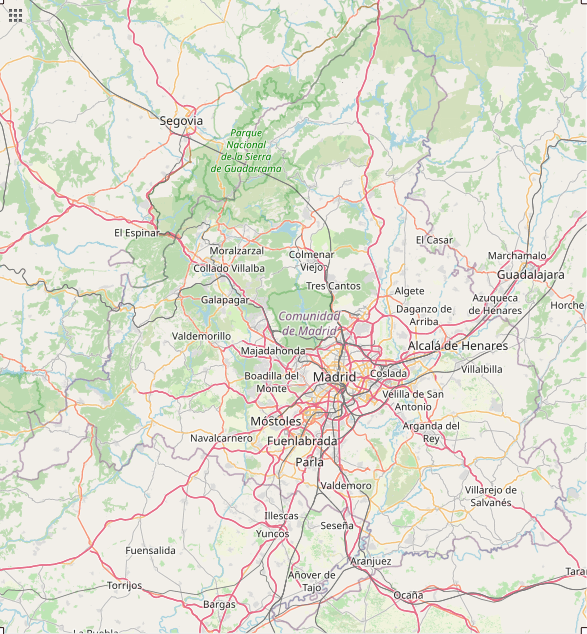 Segovia
Parque
Nacional
de la Sierra
de Guadarrama
El Espinar
El Casar
Moralzarzal
Colmenar
Viejo
Marchamalo
Collado Villalba
Guadalajara
Tres Cantos
Algete
Galapagar
Azuqueca
de Henares
Horche
Daganzo de
Arriba
Comunidad
de Madrid
Valdemorillo
Alcalá de Henares
Majadahonda
Villalbilla
Boadilla del
Monte
Madrid
Coslada
Velilla de San
Antonio
Móstoles
Arganda del
Rey
Navalcarnero
Fuenlabrada
Parla
Valdemoro
Villarejo de
Salvanés
Illescas
Seseña
Yuncos
Fuensalida
Aranjuez
Torrijos
Añover de
Tajo
Tara
Ocaña
Bargas
La Puebla